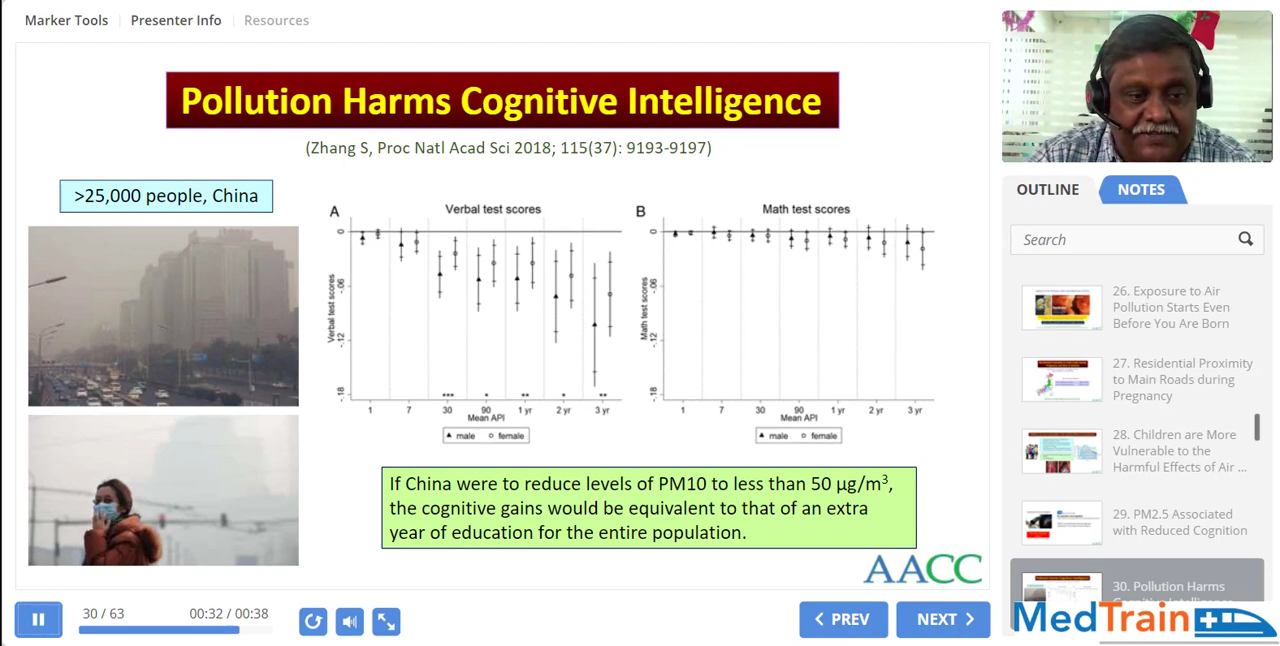 Marker Tools
Presenter Info
Resources
Pollution Harms Cognitive Intelligence
(Zhang S, Proc Natl Acad Sci 2018; 115(37): 9193-9197)
>25,000 people, China
A
Verbal test scores
Verbal test scores
0
-.06
-.12
-.18
*** * ** * **
1 7 30 90 1 yr 2 yr 3 yr
Mean API
male female
B
Math test scores
Math test scores
0
-.06
-.12
-.18
1 7 30 90 1 yr 2 yr 3 yr
Mean API
male female
If China were to reduce levels of PM10 to less than 50 µg/m³,
the cognitive gains would be equivalent to that of an extra
year of education for the entire population.
AACC
OUTLINE
NOTES
Search
26. Exposure to Air
Pollution Starts Even
Before You Are Born
27. Residential Proximity
to Main Roads during
Pregnancy
28. Children are More
Vulnerable to the
Harmful Effects of Air ...
29. PM2.5 Associated
with Reduced Cognition
30. Pollution Harms
Cognitive Intelligence
30 / 63
00:32 / 00:38
PREV
NEXT
MedTrain